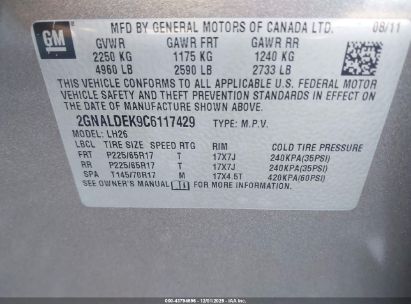 GM
MFD BY GENERAL MOTORS OF CANADA LTD. 08/11
GVWR GAWR FRT GAWR RR
2250 KG 1175 KG 1240 KG
4960 LB 2590 LB 2733 LB
THIS VEHICLE CONFORMS TO ALL APPLICABLE U.S. FEDERAL MOTOR
VEHICLE SAFETY AND THEFT PREVENTION STANDARDS IN EFFECT ON
THE DATE OF MANUFACTURE SHOWN ABOVE.
2GNALDEK9C6117429 TYPE: M.P.V.
MODEL: LH26
LBCL TIRE SIZE SPEED RTG RIM COLD TIRE PRESSURE
FRT P225/65R17 T 17X7J 240KPA(35PSI)
RR P225/65R17 T 17X7J 240KPA(35PSI)
SPA T145/70R17 M 17X4.5T 420KPA(60PSI)
SEE OWNER'S MANUAL FOR MORE INFORMATION.